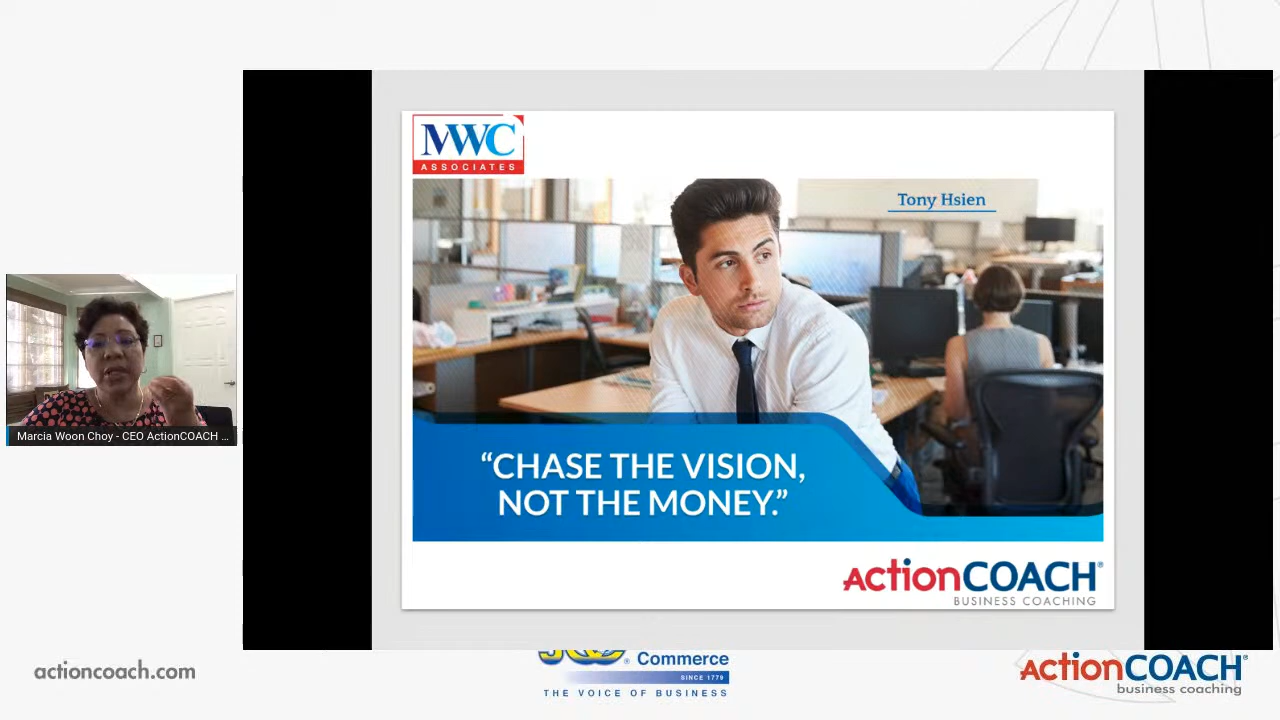 MWC
ASSOCIATES
Tony Hsien
“CHASE THE VISION,
NOT THE MONEY.”
ActionCOACH®
BUSINESS COACHING
Marcia Woon Choy - CEO ActionCOACH ...
actioncoach.com
® Commerce
SINCE 1779
THE VOICE OF BUSINESS
ActionCOACH®
business coaching